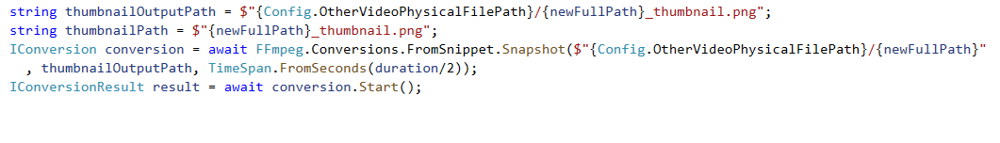 string thumbnailOutputPath = $"{Config.OtherVideoPhysicalFilePath}/{newFullPath}_thumbnail.png";
string thumbnailPath = $"{newFullPath}_thumbnail.png";
IConversion conversion = await FFmpeg.Conversions.FromSnippet.Snapshot($"{Config.OtherVideoPhysicalFilePath}/{newFullPath}"
  , thumbnailOutputPath, TimeSpan.FromSeconds(duration/2));
IConversionResult result = await conversion.Start();